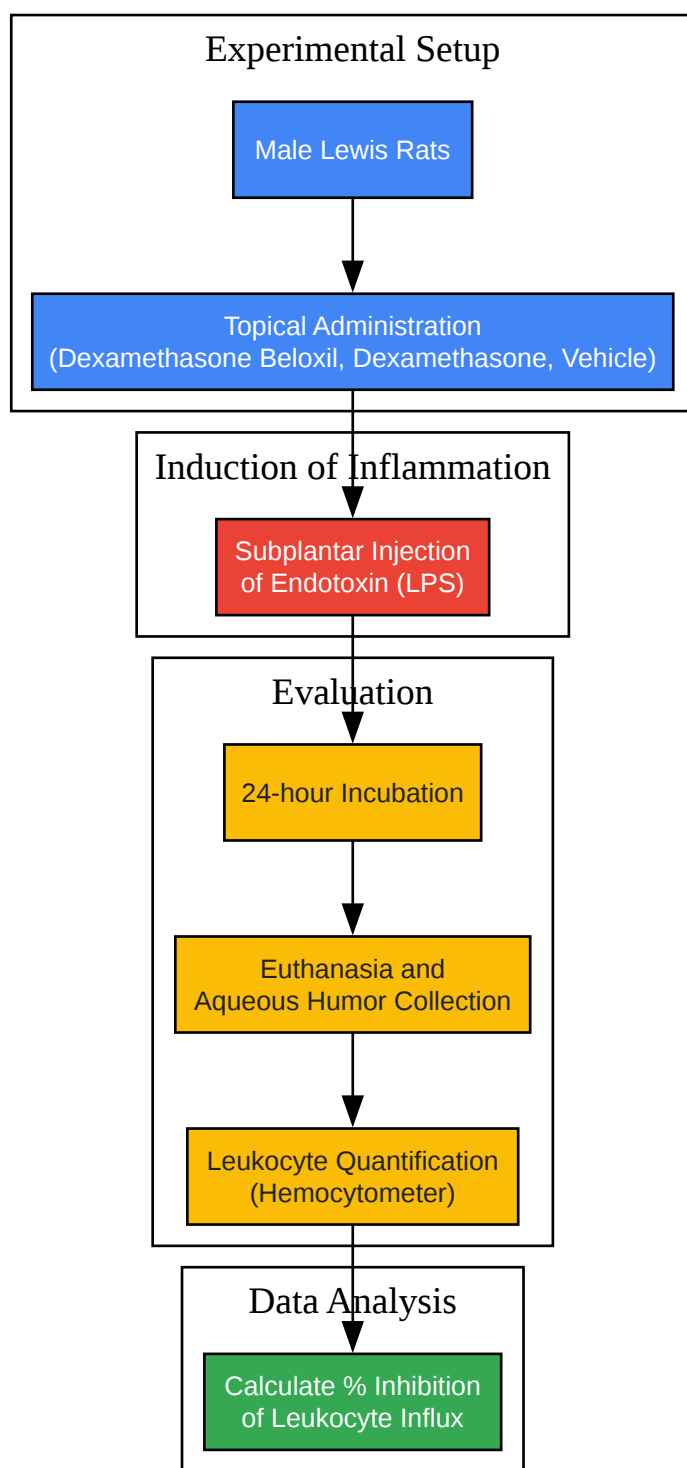 Experimental Setup
Male Lewis Rats
Topical Administration
(Dexamethasone Beloxil, Dexamethasone, Vehicle)
Induction of Inflammation
Subplantar Injection
of Endotoxin (LPS)
Evaluation
24-hour Incubation
Euthanasia and
Aqueous Humor Collection
Leukocyte Quantification
(Hemocytometer)
Data Analysis
Calculate % Inhibition
of Leukocyte Influx